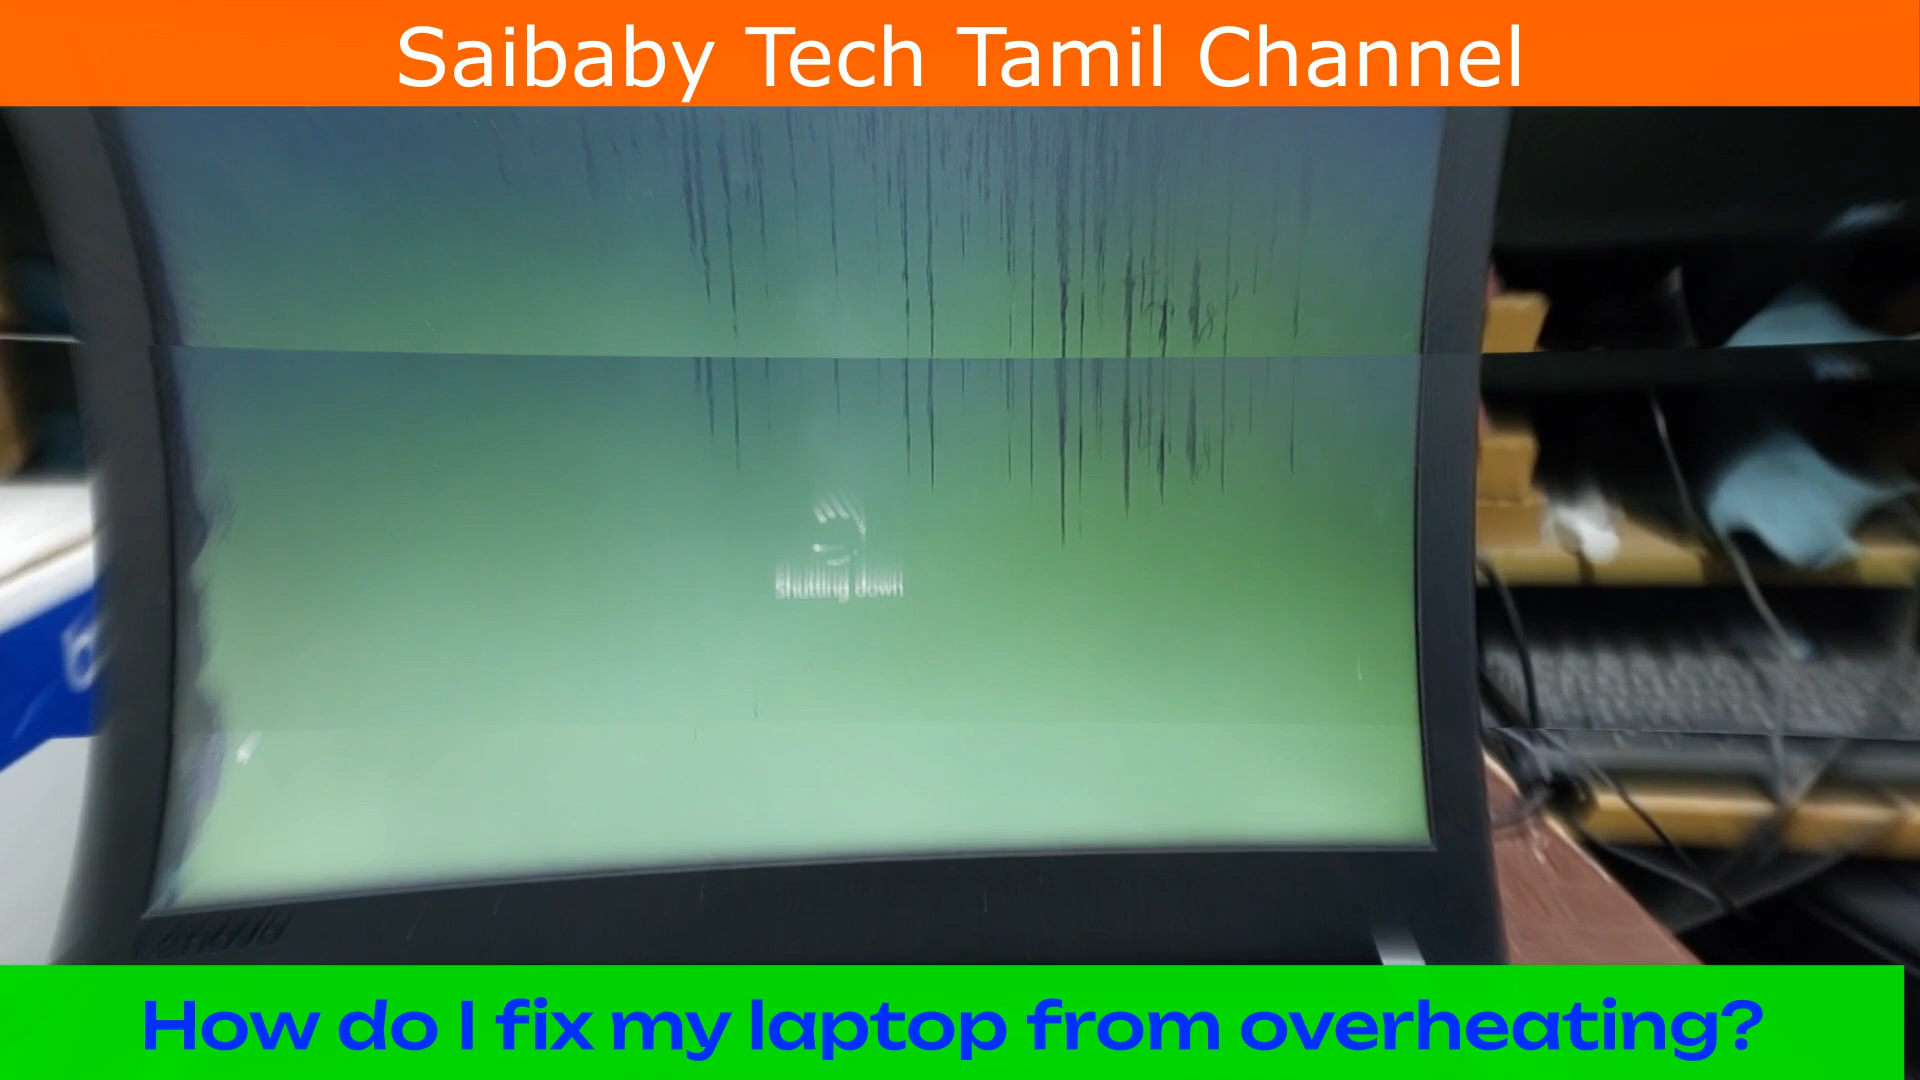 Saibaby Tech Tamil Channel
shutting down
How do I fix my laptop from overheating?